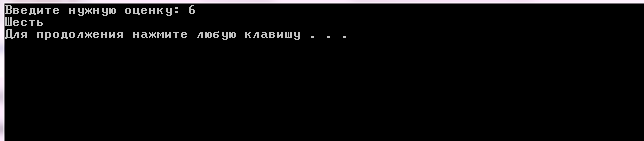 Введите нужную оценку: 6
Шесть
Для продолжения нажмите любую клавишу . . .